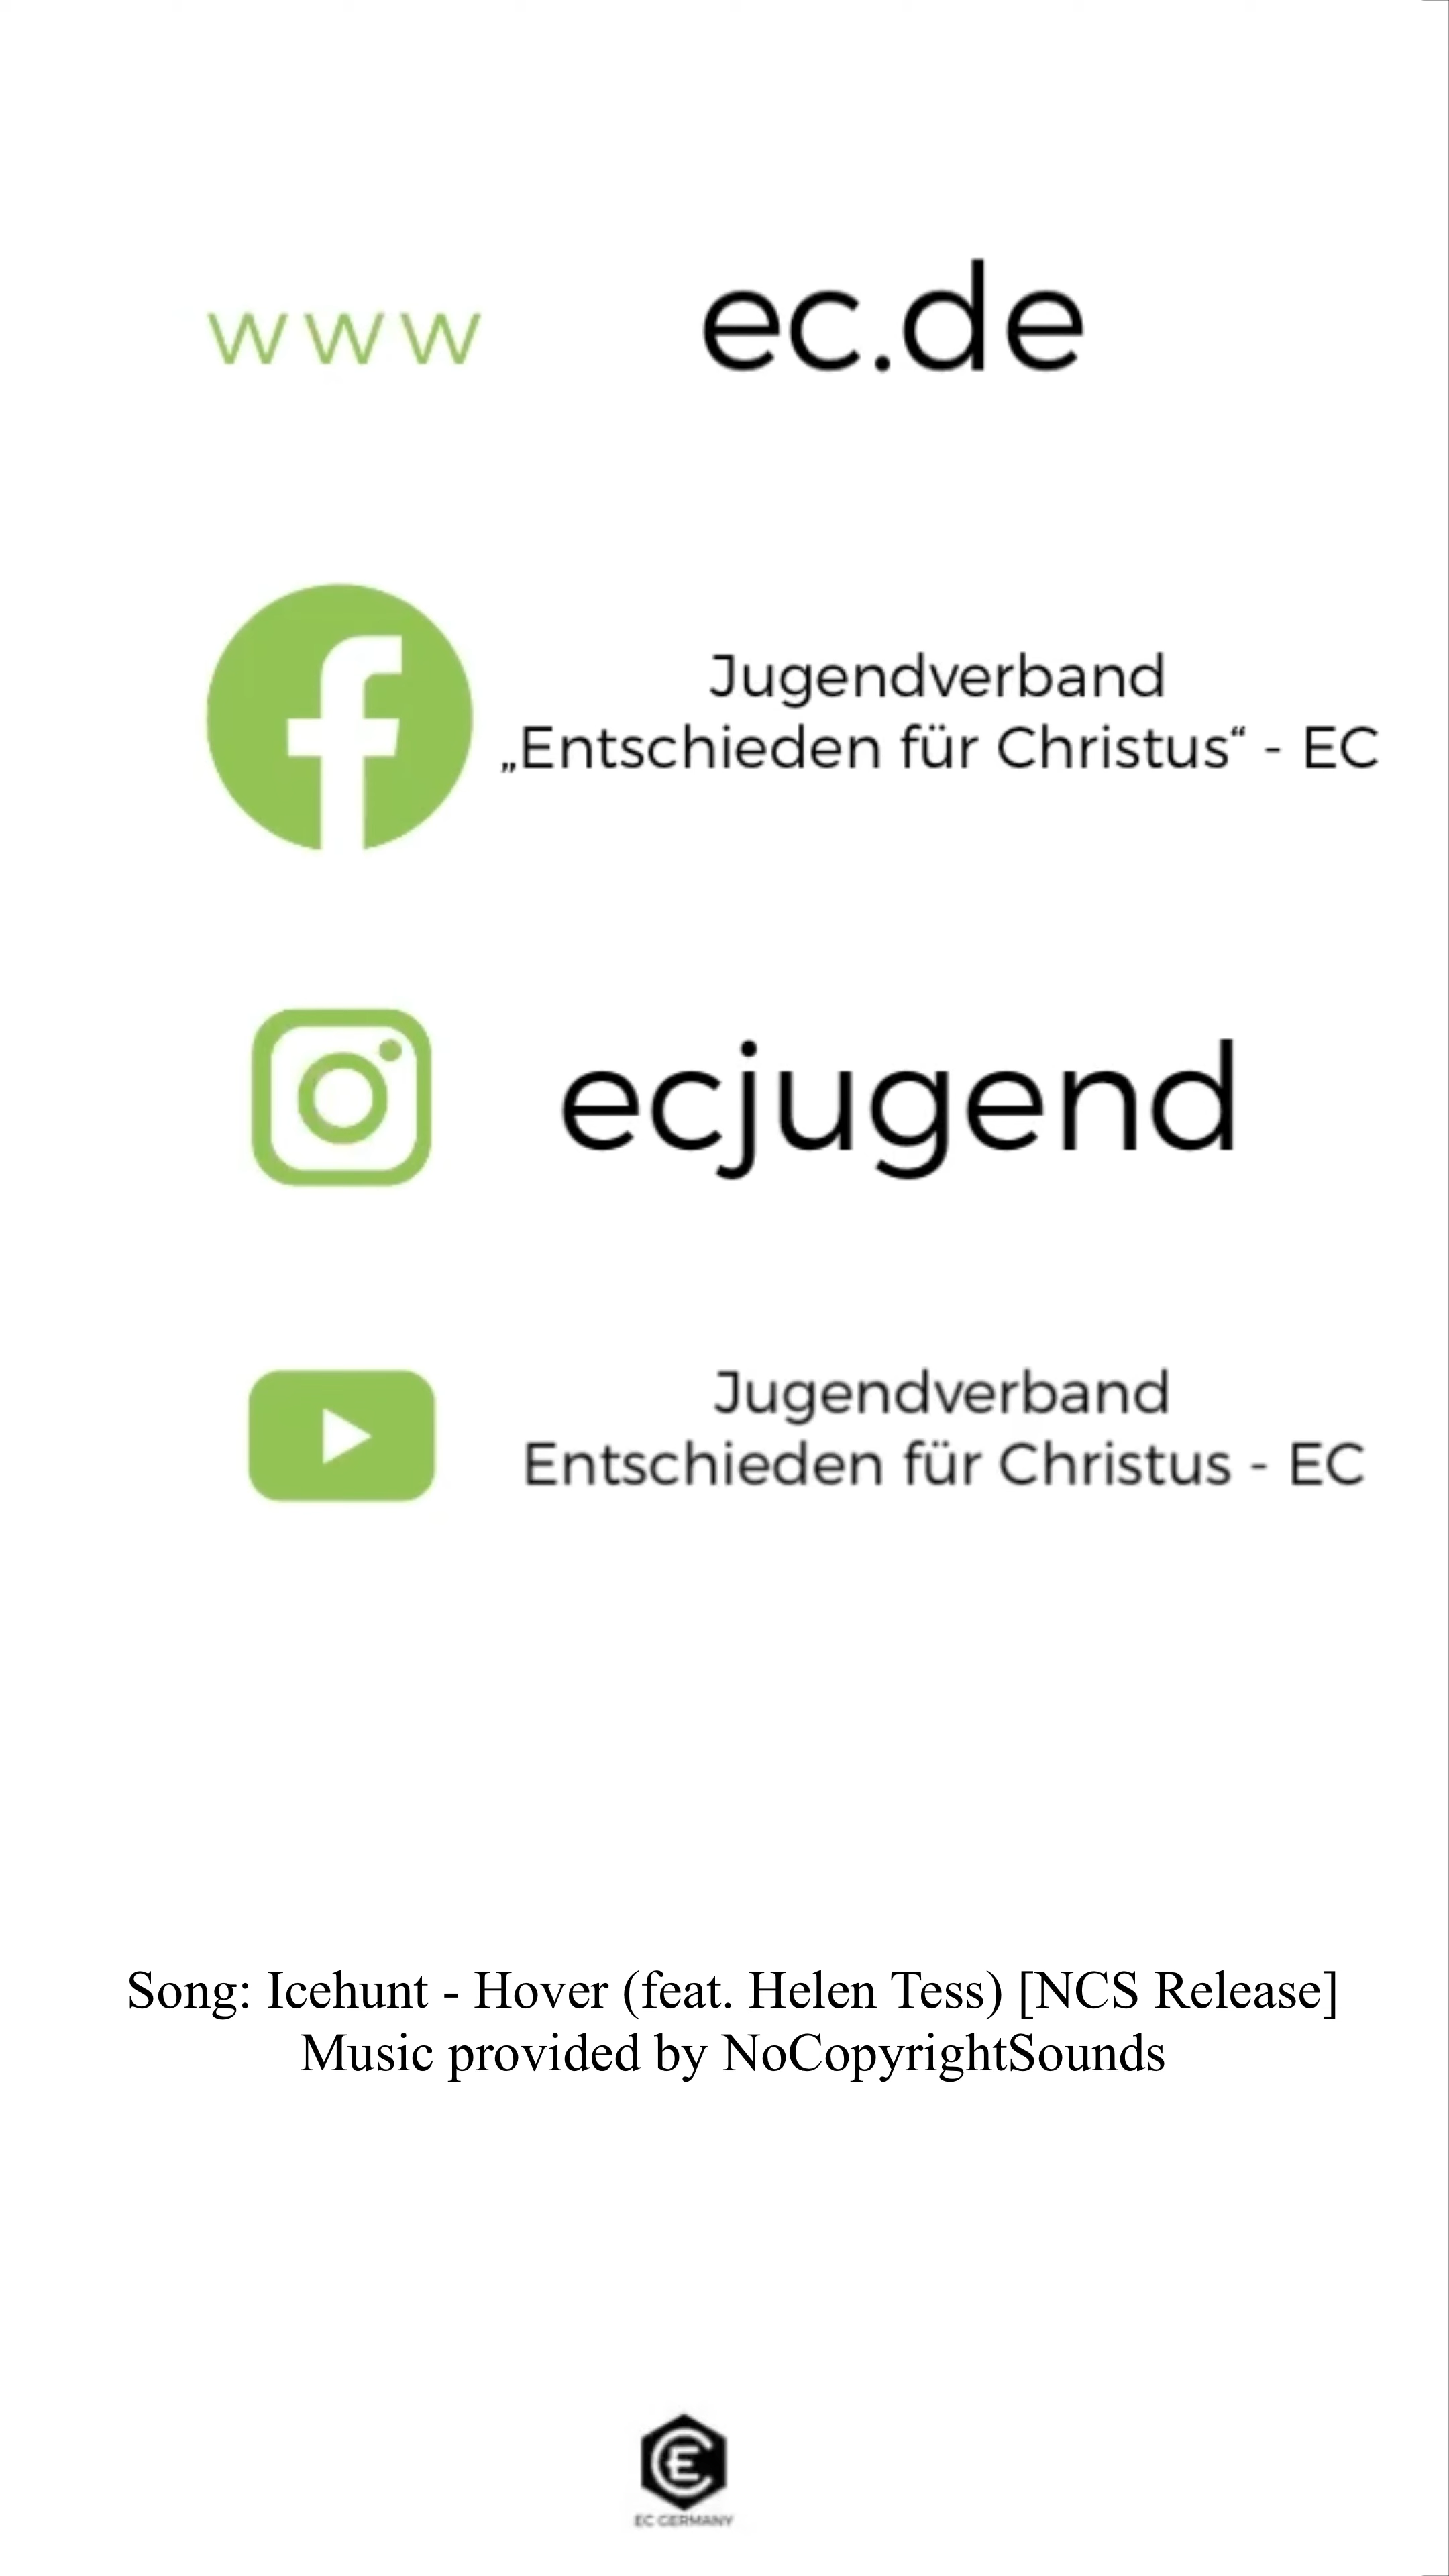 www
ec.de
Jugendverband
„Entschieden für Christus“ - EC
ecjugend
Jugendverband
Entschieden für Christus - EC
Song: Icehunt - Hover (feat. Helen Tess) [NCS Release]
Music provided by NoCopyrightSounds
EC
EC GERMANY